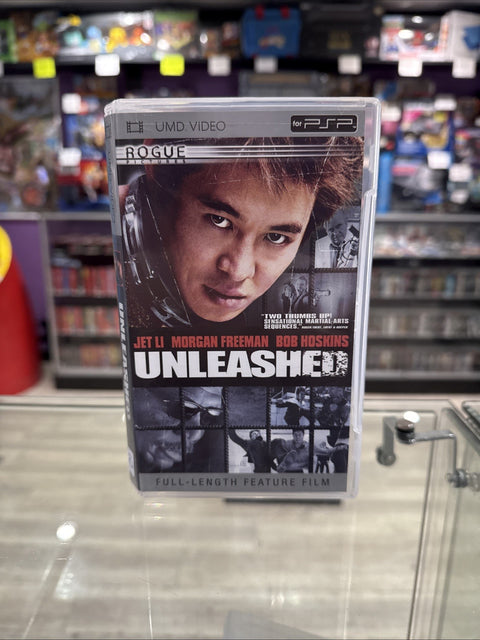 UMD VIDEO
for PSP
ROGUE
PICTURES
"TWO THUMBS UP!
SENSATIONAL MARTIAL-ARTS
SEQUENCES."
JET LI MORGAN FREEMAN BOB HOSKINS
UNLEASHED
FULL-LENGTH FEATURE FILM